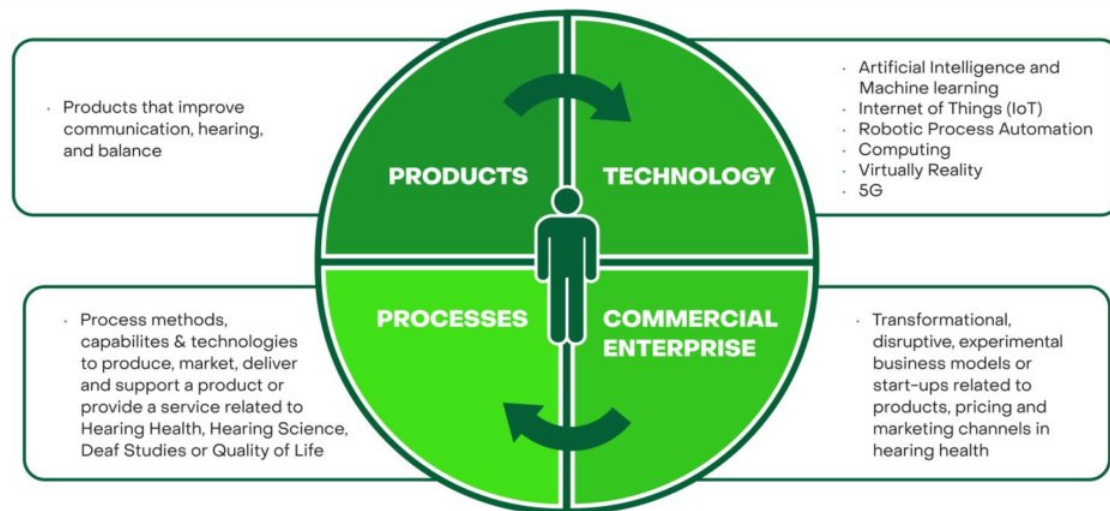 · Products that improve
communication, hearing,
and balance
PRODUCTS
TECHNOLOGY
· Artificial Intelligence and
Machine learning
· Internet of Things (IoT)
· Robotic Process Automation
· Computing
· Virtually Reality
· 5G
· Process methods,
capabilites & technologies
to produce, market, deliver
and support a product or
provide a service related to
Hearing Health, Hearing Science,
Deaf Studies or Quality of Life
PROCESSES
COMMERCIAL
ENTERPRISE
· Transformational,
disruptive, experimental
business models or
start-ups related to
products, pricing and
marketing channels in
hearing health